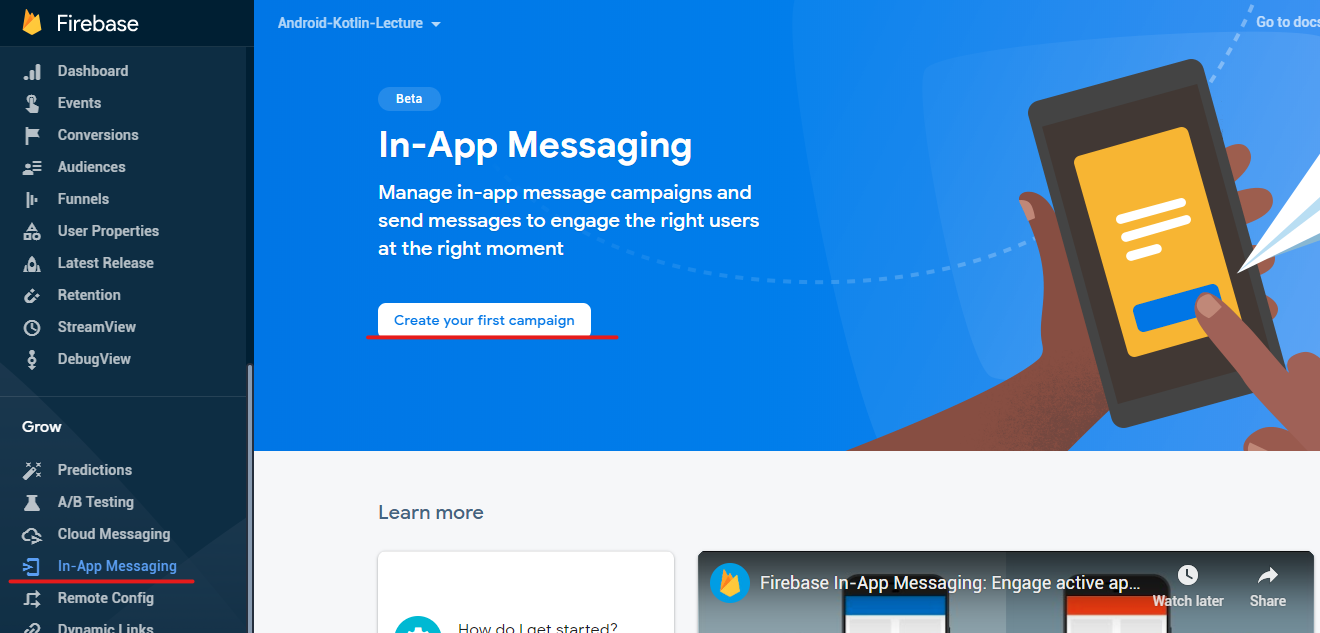 Firebase
Dashboard
Events
Conversions
Audiences
Funnels
User Properties
Latest Release
Retention
StreamView
DebugView
Grow
Predictions
A/B Testing
Cloud Messaging
In-App Messaging
Remote Config
Dynamic Links
Android-Kotlin-Lecture
Go to docs
Beta
In-App Messaging
Manage in-app message campaigns and
send messages to engage the right users
at the right moment
Create your first campaign
Learn more
How do I get started?
Firebase In-App Messaging: Engage active ap...
Watch later
Share